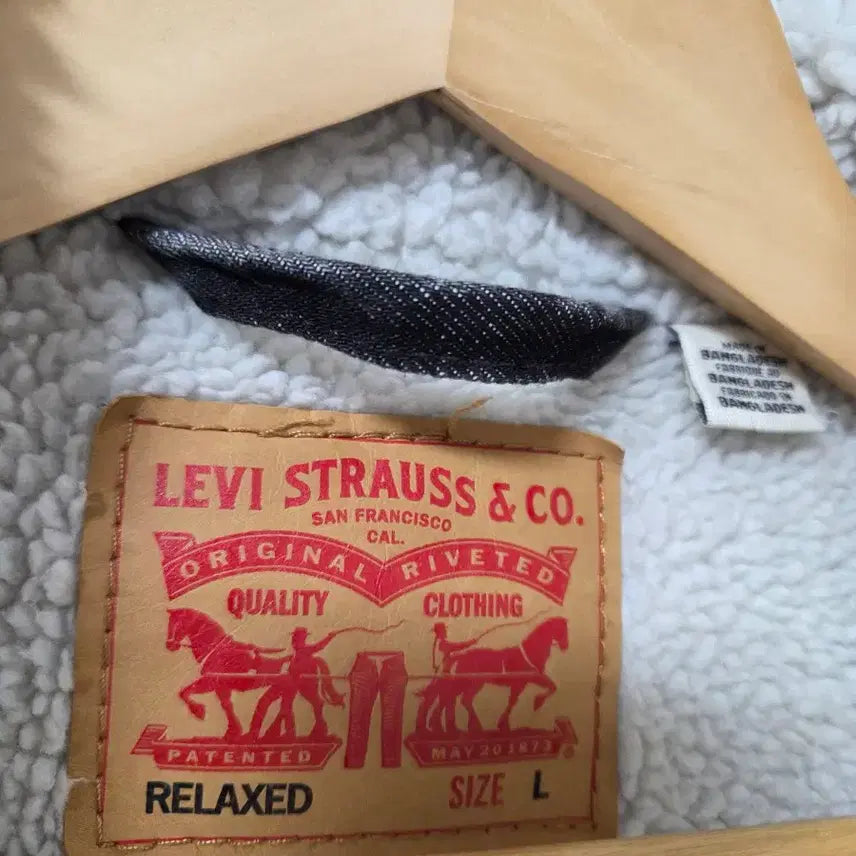 MADE IN
BANGLADESH
FABRIQUE AU
BANGLADESH
FABRICADO EN
BANGLADESH
LEVI STRAUSS & CO.
SAN FRANCISCO
CAL.
ORIGINAL RIVETED
QUALITY CLOTHING
PATENTED MAY 20 1873
RELAXED SIZE L